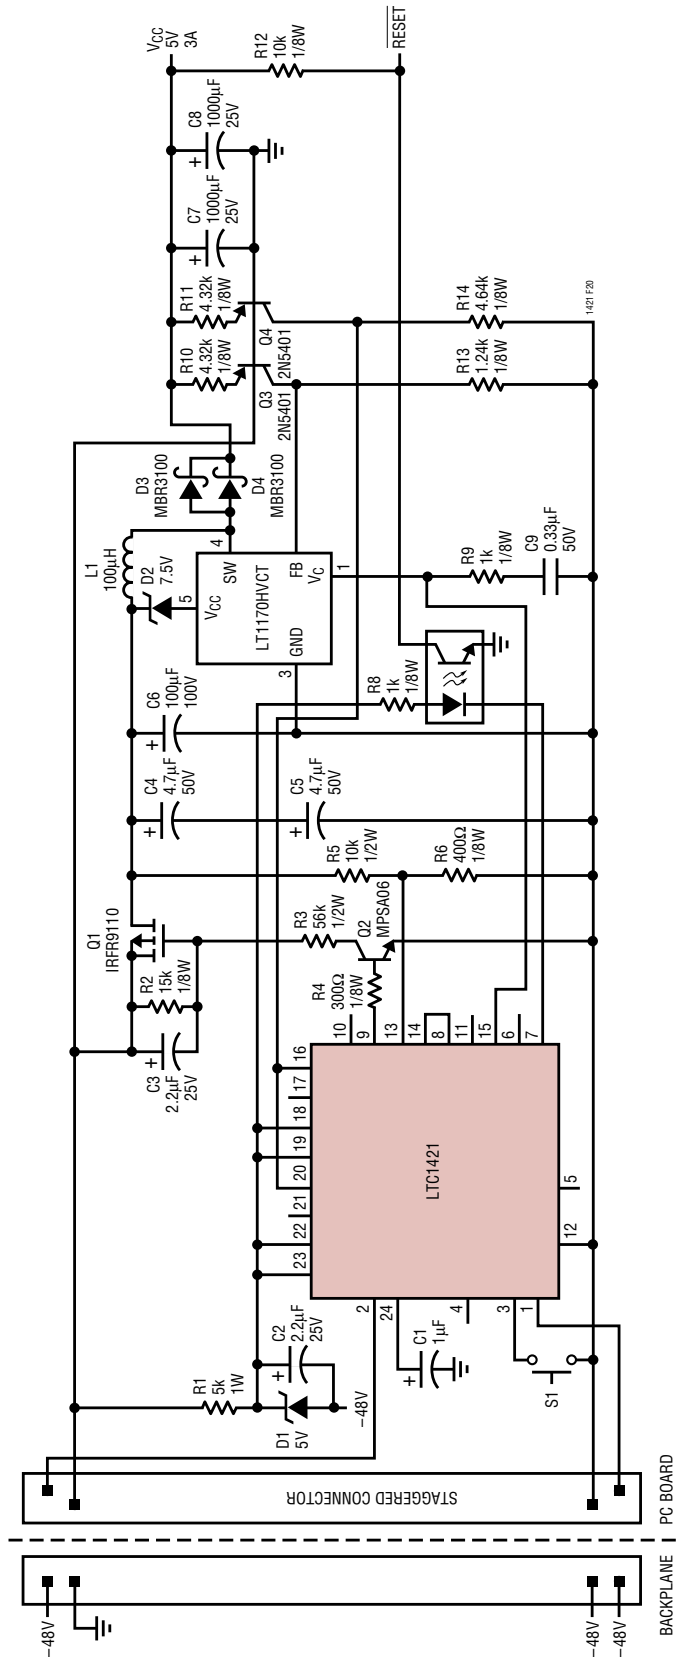 VCC
5V
3A
R12
10k
1/8W
RESET
C8
1000µF
25V
+
C7
1000µF
25V
+
R11
4.32k
1/8W
R10
4.32k
1/8W
Q4
2N5401
Q3
2N5401
R14
4.64k
1/8W
R13
1.24k
1/8W
1421 F20
D3
MBR3100
D4
MBR3100
L1
100µH
D2
7.5V
4
5
SW
VCC
LT1170HVCT
FB
VC
GND
1
3
R9
1k
1/8W
C9
0.33µF
50V
R8
1k
1/8W
C6
100µF
100V
+
C4
4.7µF
50V
+
C5
4.7µF
50V
+
R5
10k
1/2W
R6
400Ω
1/8W
Q1
IRFR9110
R2
15k
1/8W
C3
2.2µF
25V
+
R3
56k
1/2W
Q2
MPSA06
R4
300Ω
1/8W
10
9
13
14
8
11
15
6
7
16
17
18
19
20
21
22
23
LTC1421
5
12
2
24
4
3
1
R1
5k
1W
C2
2.2µF
25V
+
D1
5V
–48V
C1
1µF
+
S1
STAGGERED CONNECTOR
PC BOARD
BACKPLANE
–48V
–48V
–48V